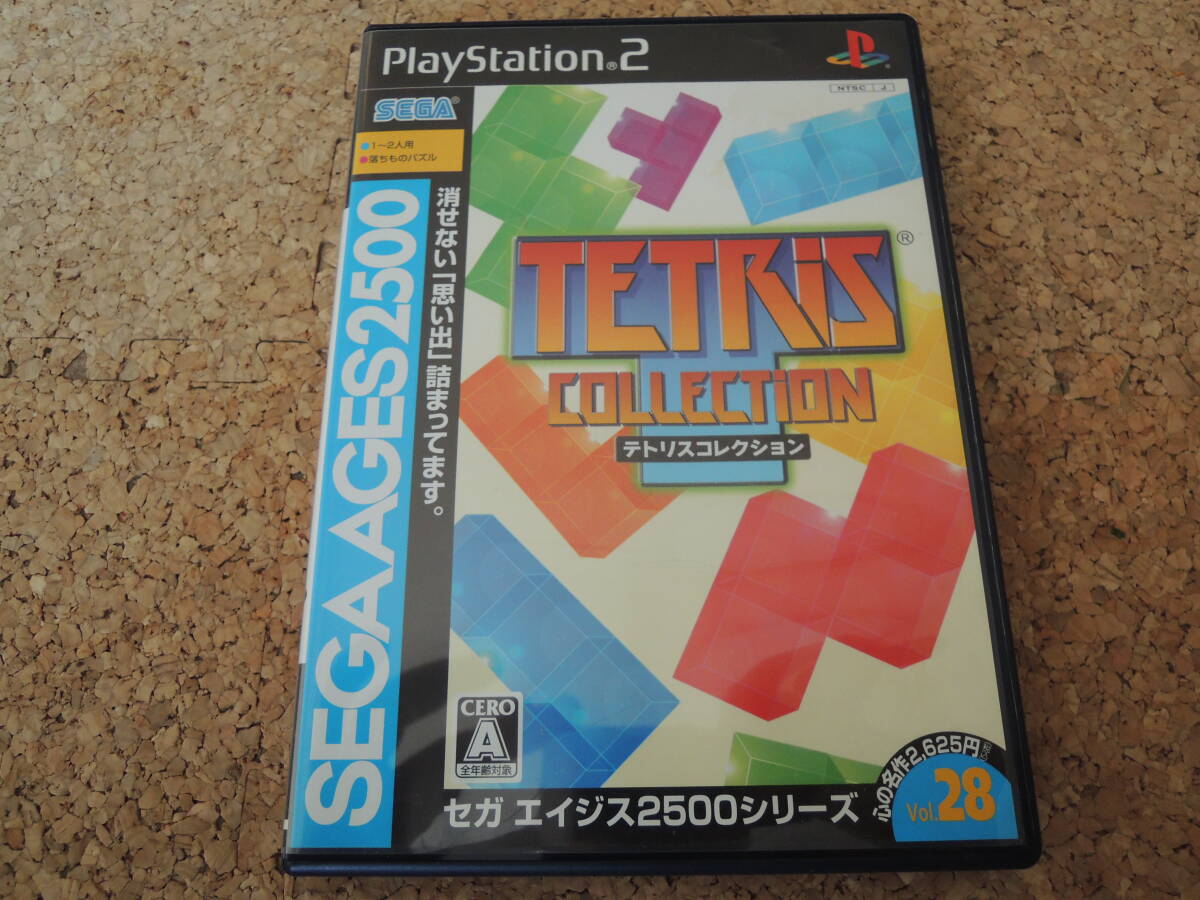 PlayStation®2
NTSC J
SEGA®
●1~2人用
●落ちものパズル
SEGA AGES 2500
消せない「思い出」詰まってます。
TETRiS®
COLLECTiON
テトリスコレクション
CERO
A
全年齢対象
セガ エイジス2500シリーズ
心の名作2,625円
Vol.28